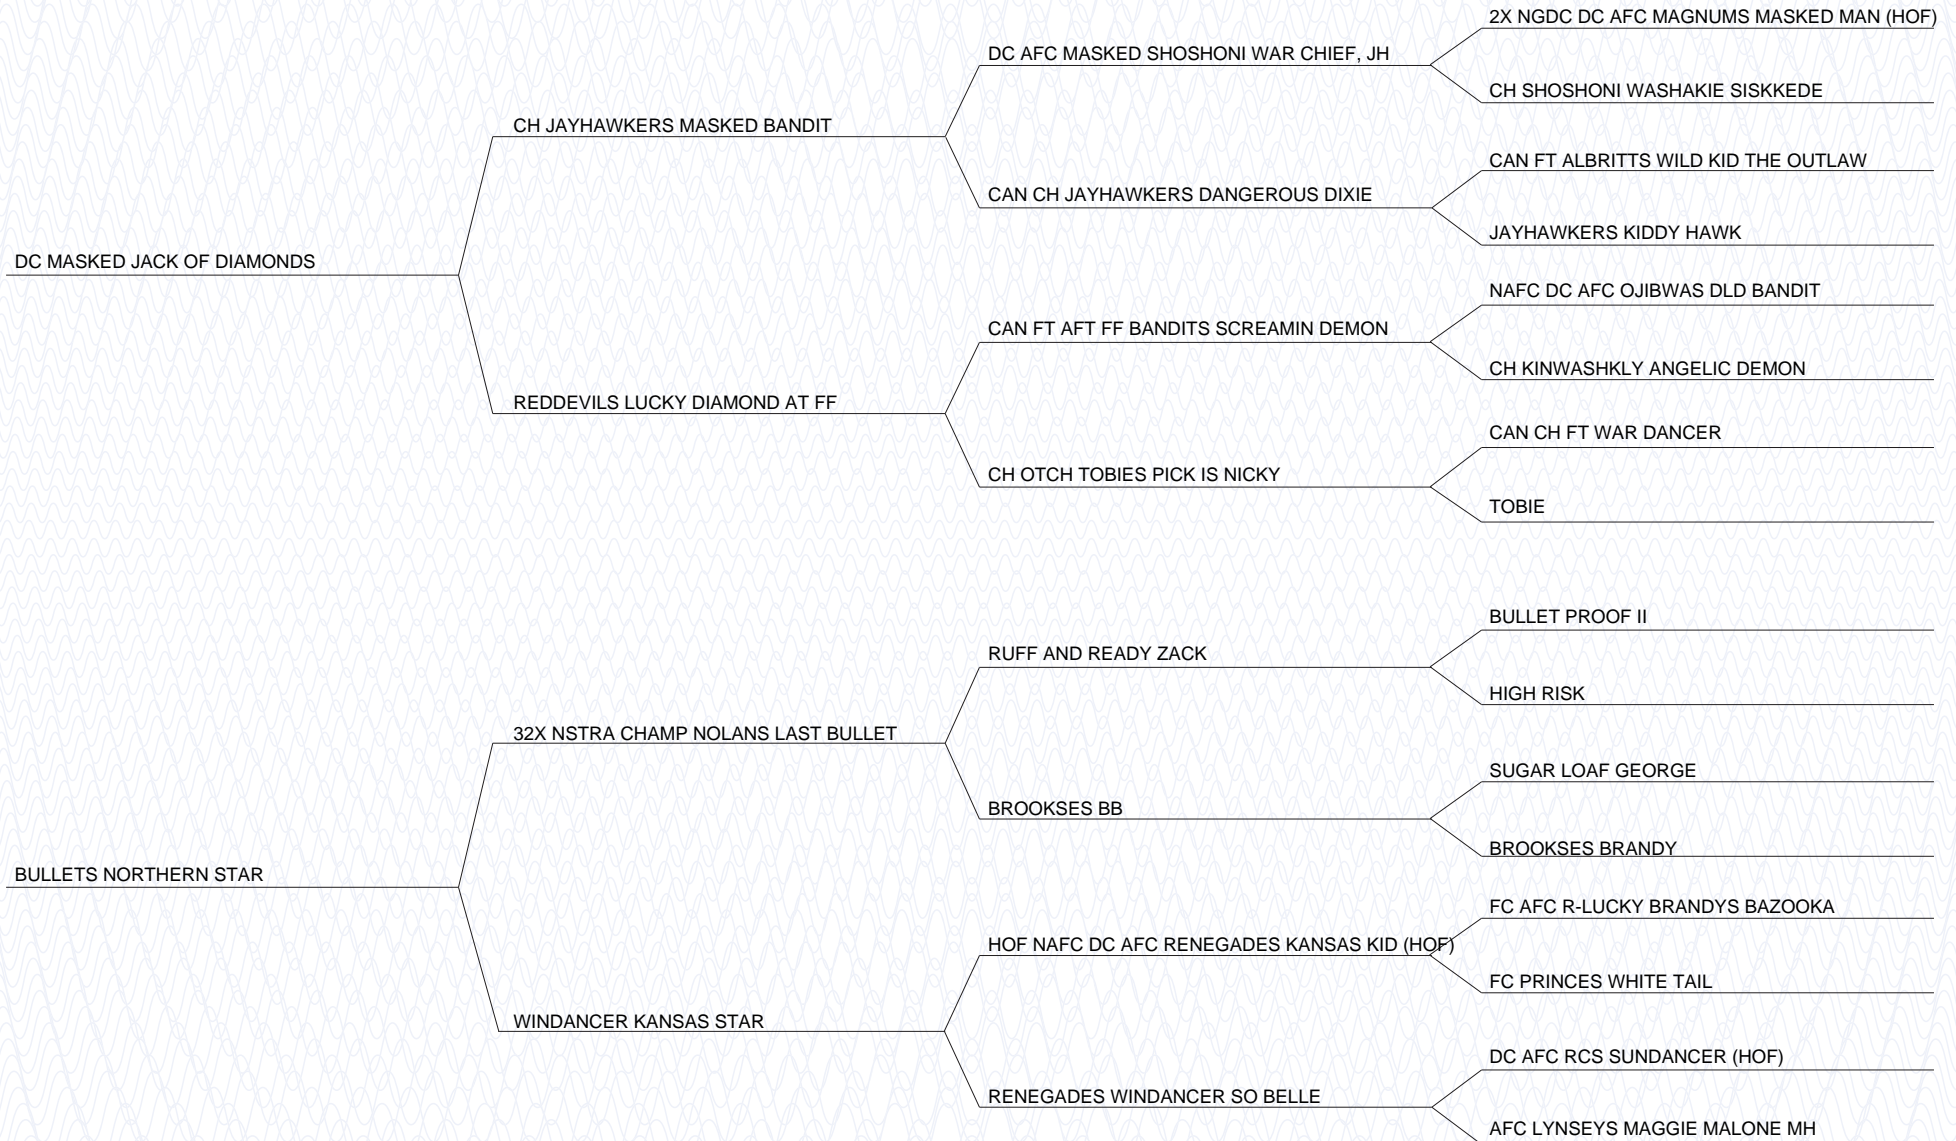 2X NGDC DC AFC MAGNUMS MASKED MAN (HOF)
DC AFC MASKED SHOSHONI WAR CHIEF, JH
CH SHOSHONI WASHAKIE SISKKEDE
CH JAYHAWKERS MASKED BANDIT
CAN FT ALBRITTS WILD KID THE OUTLAW
CAN CH JAYHAWKERS DANGEROUS DIXIE
JAYHAWKERS KIDDY HAWK
DC MASKED JACK OF DIAMONDS
NAFC DC AFC OJIBWAS DLD BANDIT
CAN FT AFT FF BANDITS SCREAMIN DEMON
CH KINWASHKLY ANGELIC DEMON
REDDEVILS LUCKY DIAMOND AT FF
CAN CH FT WAR DANCER
CH OTCH TOBIES PICK IS NICKY
TOBIE
BULLET PROOF II
RUFF AND READY ZACK
HIGH RISK
32X NSTRA CHAMP NOLANS LAST BULLET
SUGAR LOAF GEORGE
BROOKSES BB
BROOKSES BRANDY
BULLETS NORTHERN STAR
FC AFC R-LUCKY BRANDYS BAZOOKA
HOF NAFC DC AFC RENEGADES KANSAS KID (HOF)
FC PRINCES WHITE TAIL
WINDANCER KANSAS STAR
DC AFC RCS SUNDANCER (HOF)
RENEGADES WINDANCER SO BELLE
AFC LYNSEYS MAGGIE MALONE MH